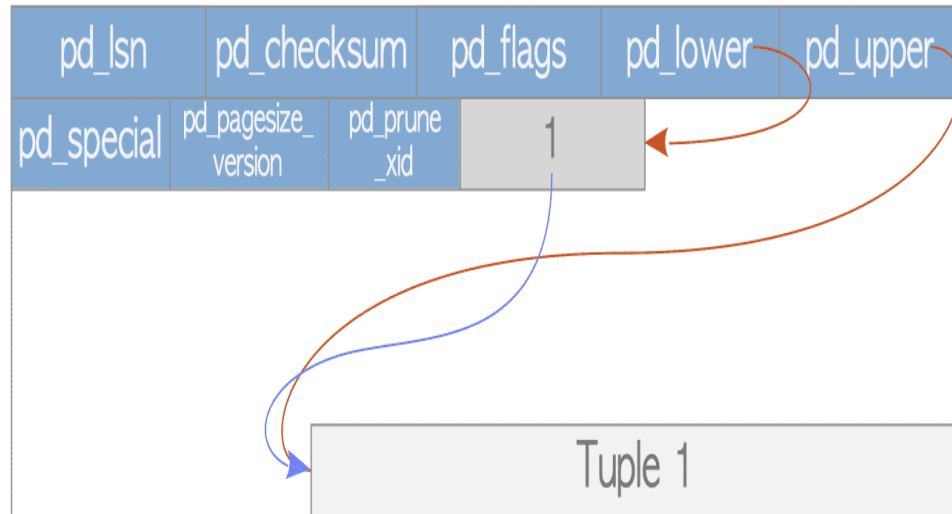 pd_lsn pd_checksum pd_flags pd_lower pd_upper
pd_special pd_pagesize_ pd_prune 1
version _xid
Tuple 1